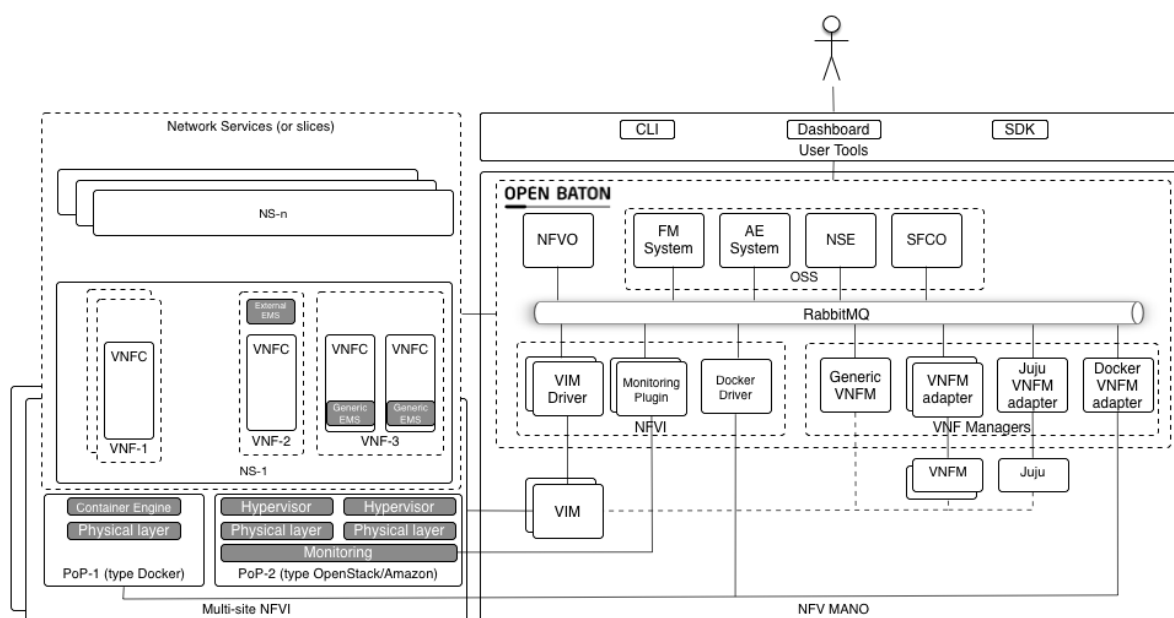 CLI
Dashboard
SDK
User Tools
Network Services (or slices)
NS-n
VNFC
VNF-1
External
EMS
VNFC
VNF-2
VNFC
Generic
EMS
VNFC
Generic
EMS
VNF-3
NS-1
Container Engine
Physical layer
PoP-1 (type Docker)
Hypervisor
Hypervisor
Physical layer
Physical layer
Monitoring
PoP-2 (type OpenStack/Amazon)
Multi-site NFVI
OPEN BATON
NFVO
FM
System
AE
System
NSE
SFCO
OSS
RabbitMQ
VIM
Driver
Monitoring
Plugin
Docker
Driver
NFVI
Generic
VNFM
VNFM
adapter
Juju
VNFM
adapter
Docker
VNFM
adapter
VNF Managers
VIM
VNFM
Juju
NFV MANO